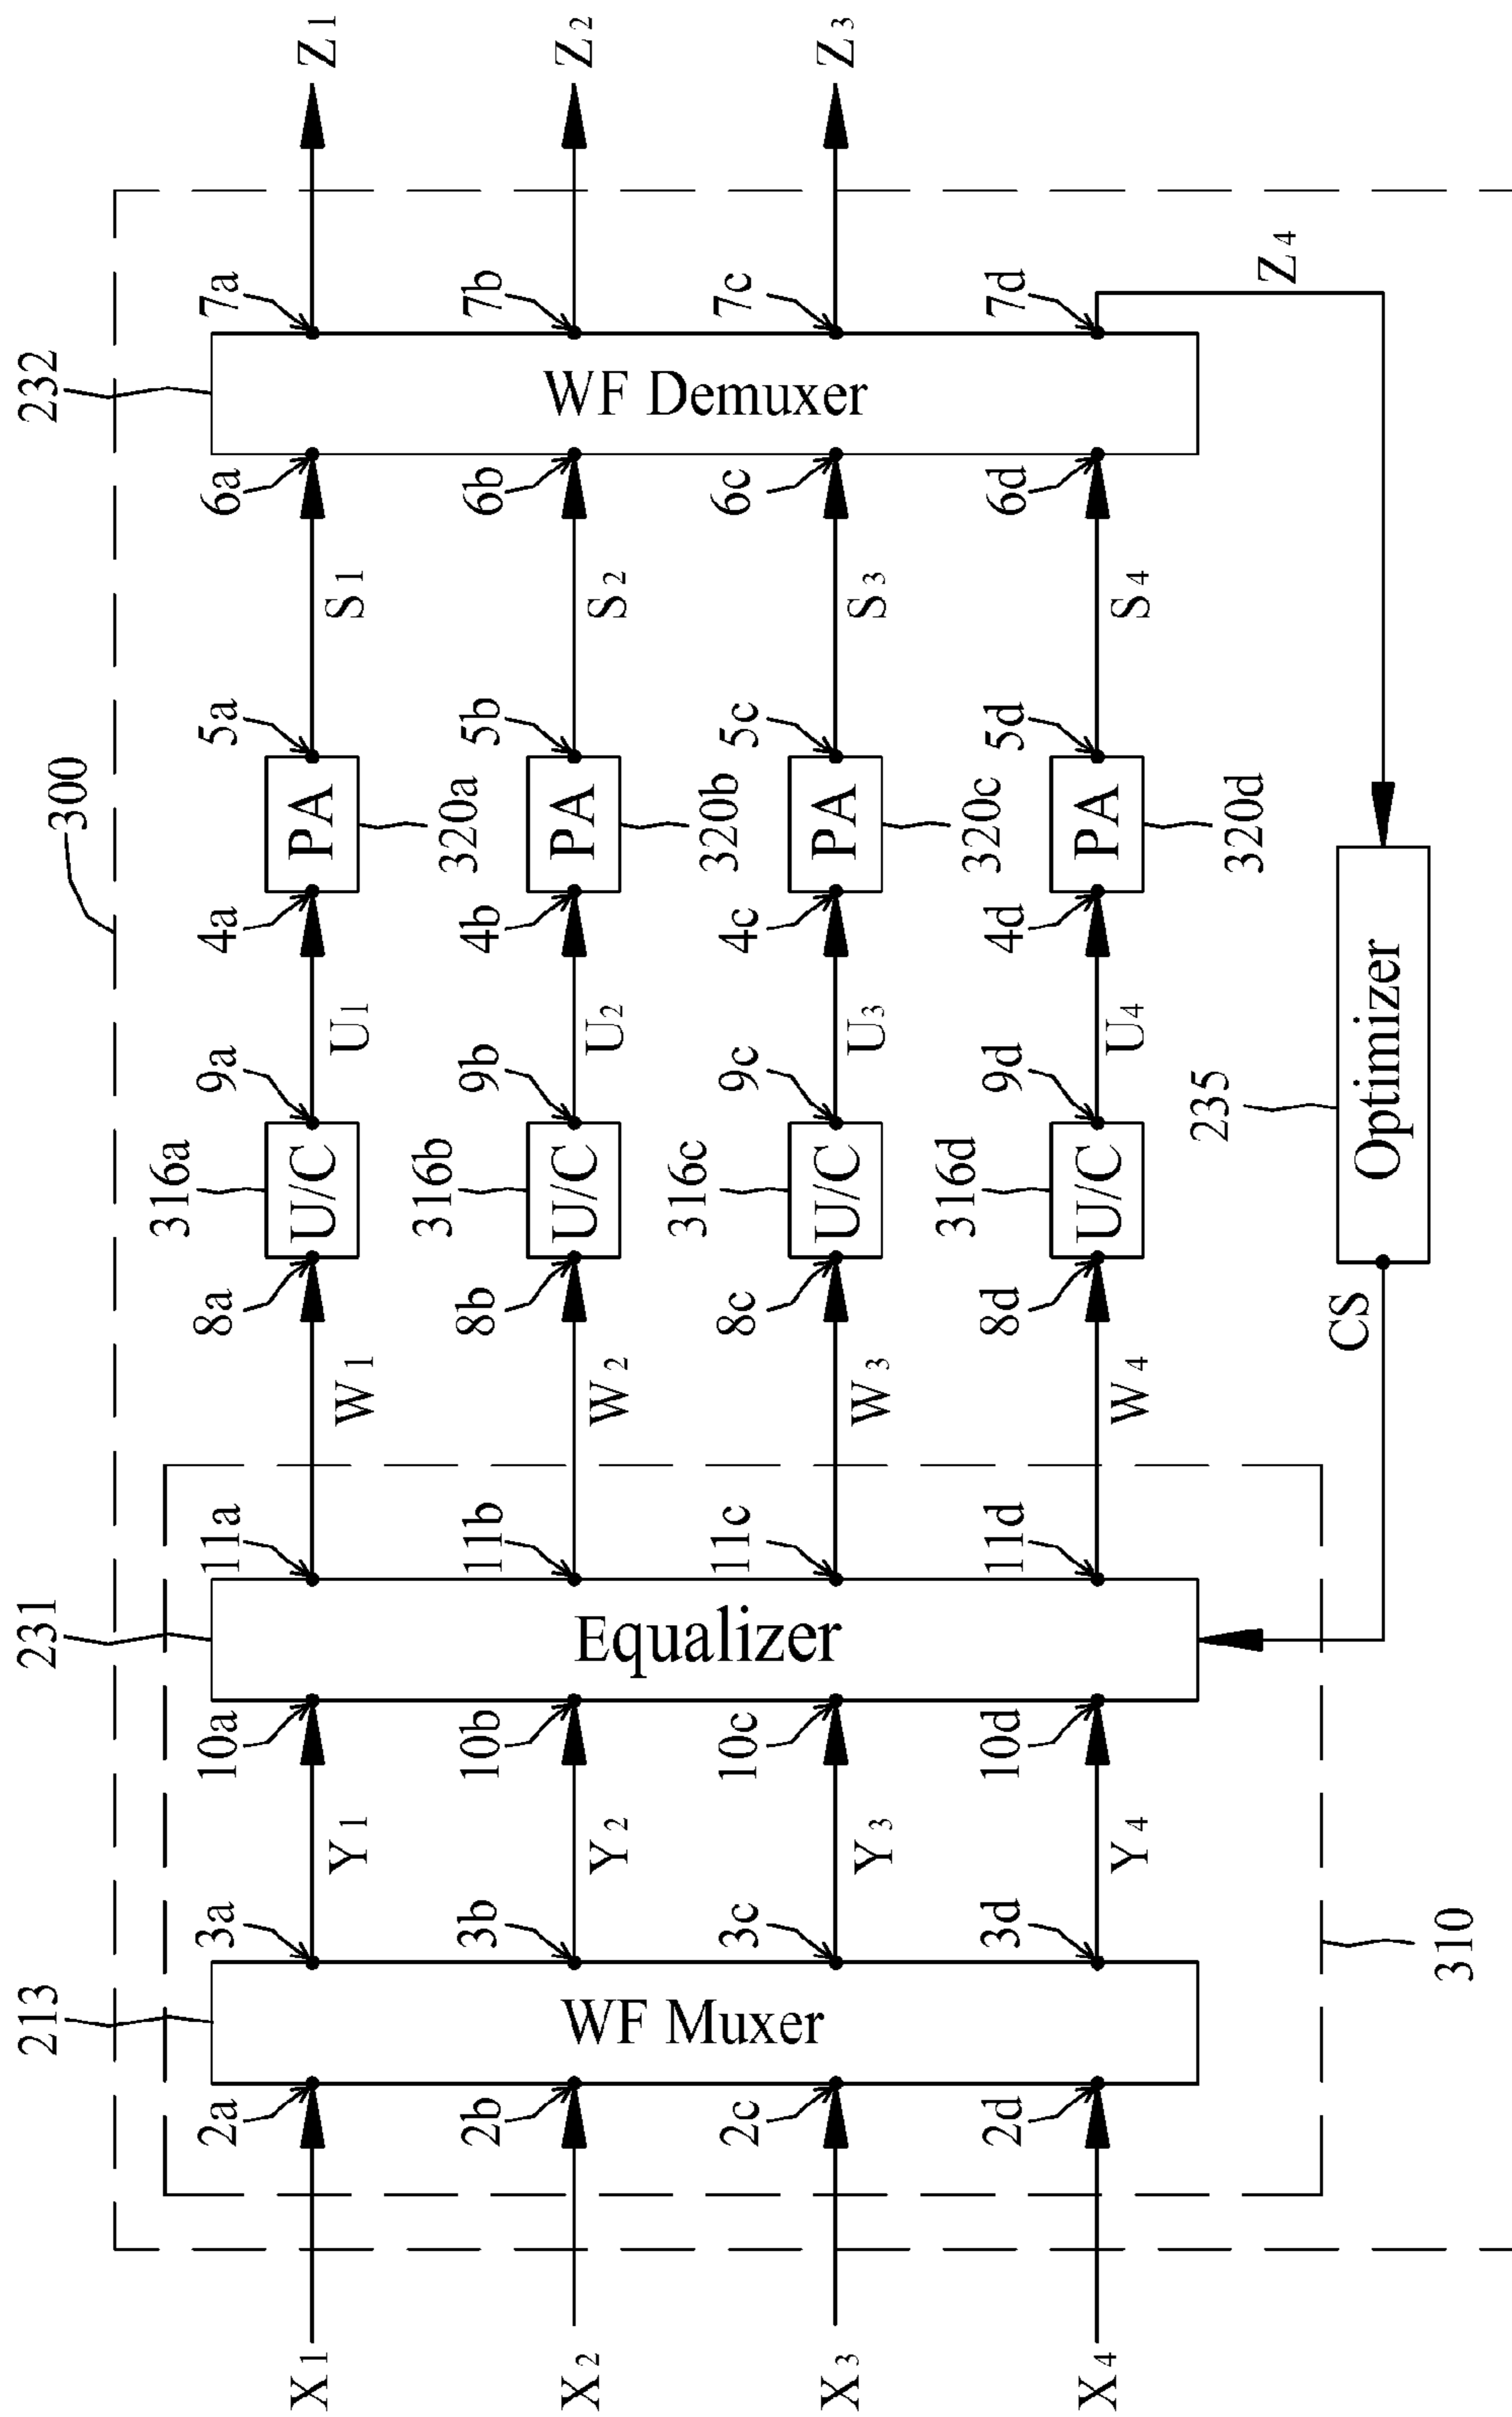 300
213
231
232
310
X1
2a
3a
Y1
10a
11a
W1
8a
316a
U/C
9a
U1
4a
PA
320a
5a
S1
6a
7a
Z1
X2
2b
3b
Y2
10b
11b
W2
8b
316b
U/C
9b
U2
4b
PA
320b
5b
S2
6b
7b
Z2
WF Muxer
Equalizer
WF Demuxer
X3
2c
3c
Y3
10c
11c
W3
8c
316c
U/C
9c
U3
4c
PA
320c
5c
S3
6c
7c
Z3
X4
2d
3d
Y4
10d
11d
W4
8d
316d
U/C
9d
U4
4d
PA
320d
5d
S4
6d
7d
Z4
CS
235
Optimizer